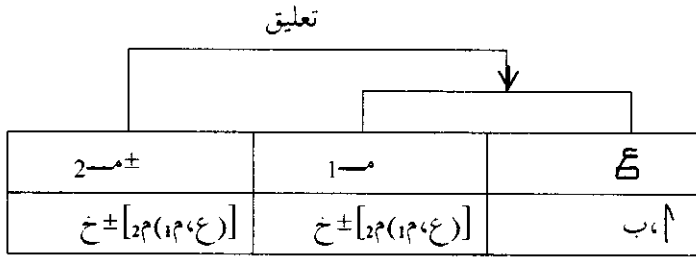 تعليق
ع مـ1 ±مـ2
أ،ب [(ع،م1)م2]±خ [(ع،م1)م2]±خ